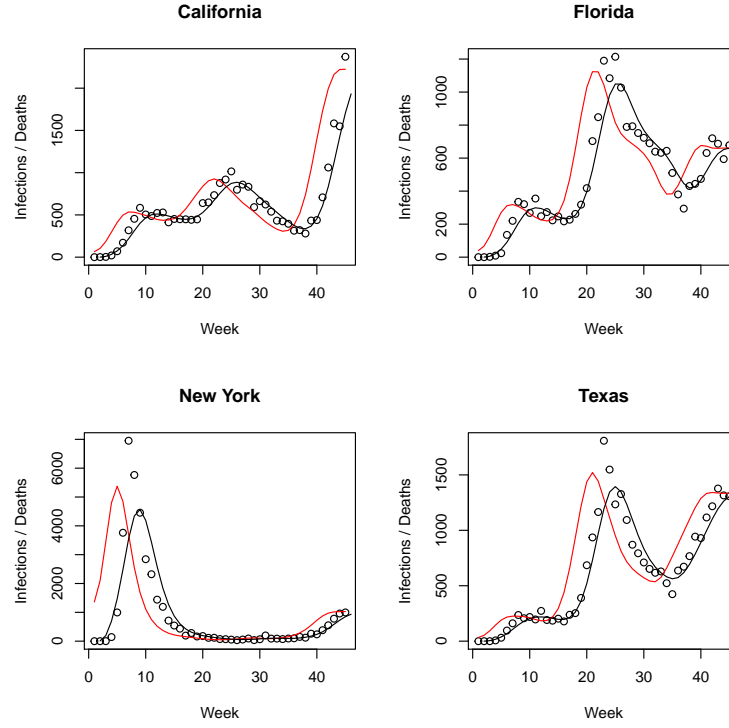 California
Infections / Deaths
0 500 1500
0 10 20 30 40
Week
Florida
Infections / Deaths
0 200 600 1000
0 10 20 30 40
Week
New York
Infections / Deaths
0 2000 4000 6000
0 10 20 30 40
Week
Texas
Infections / Deaths
0 500 1000 1500
0 10 20 30 40
Week